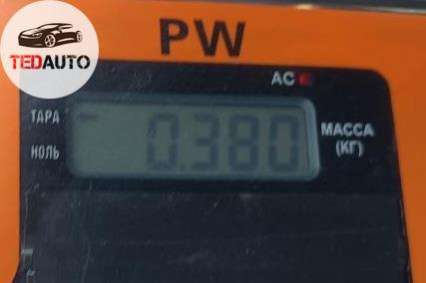 TEDAUTO
PW
AC
ТАРА
НОЛЬ
0.380
МАССА
(КГ)